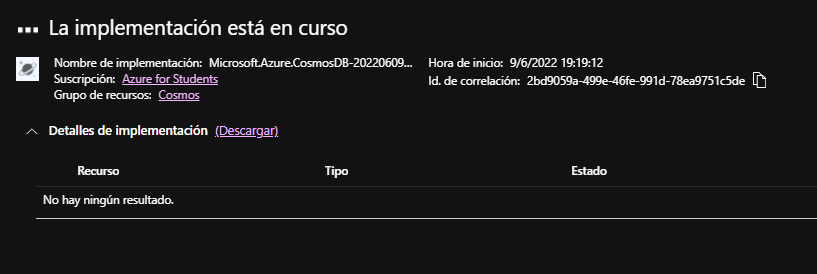 La implementación está en curso
Nombre de implementación: Microsoft.Azure.CosmosDB-20220609... Hora de inicio: 9/6/2022 19:19:12
Suscripción: Azure for Students Id. de correlación: 2bd9059a-499e-46fe-991d-78ea9751c5de
Grupo de recursos: Cosmos
Detalles de implementación (Descargar)
Recurso Tipo Estado
No hay ningún resultado.